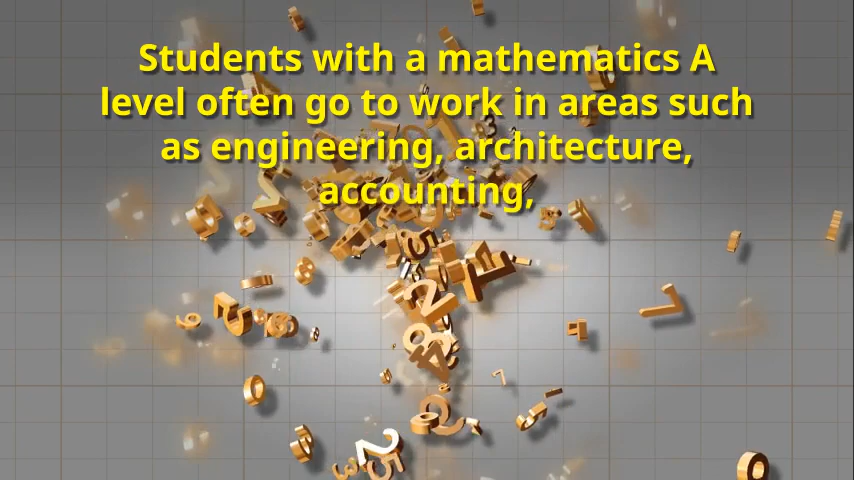 Students with a mathematics A
level often go to work in areas such
as engineering, architecture,
accounting,